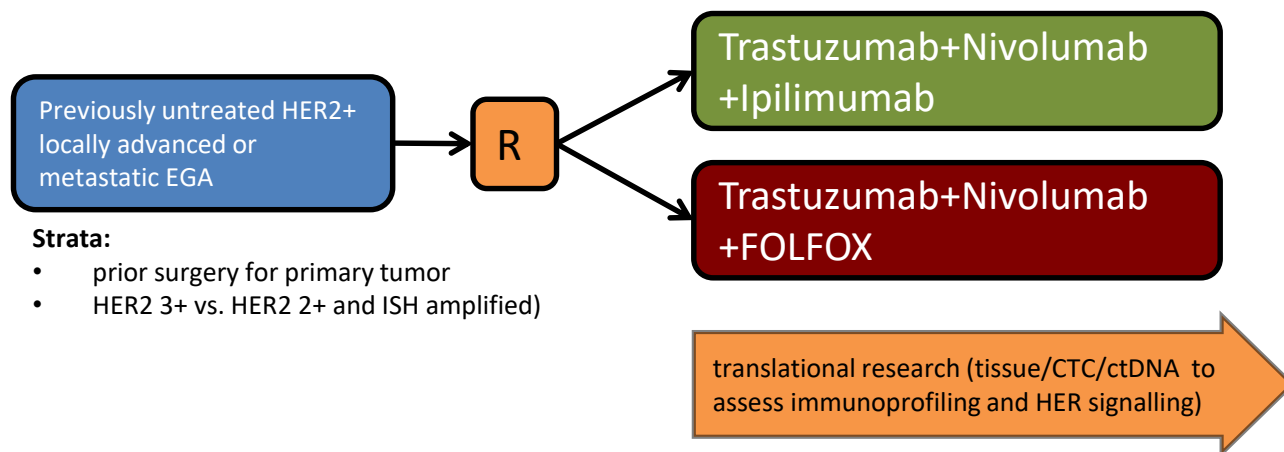 Previously untreated HER2+
locally advanced or
metastatic EGA
R
Trastuzumab+Nivolumab
+Ipilimumab
Trastuzumab+Nivolumab
+FOLFOX
Strata:
• prior surgery for primary tumor
• HER2 3+ vs. HER2 2+ and ISH amplified)
translational research (tissue/CTC/ctDNA to
assess immunoprofiling and HER signalling)